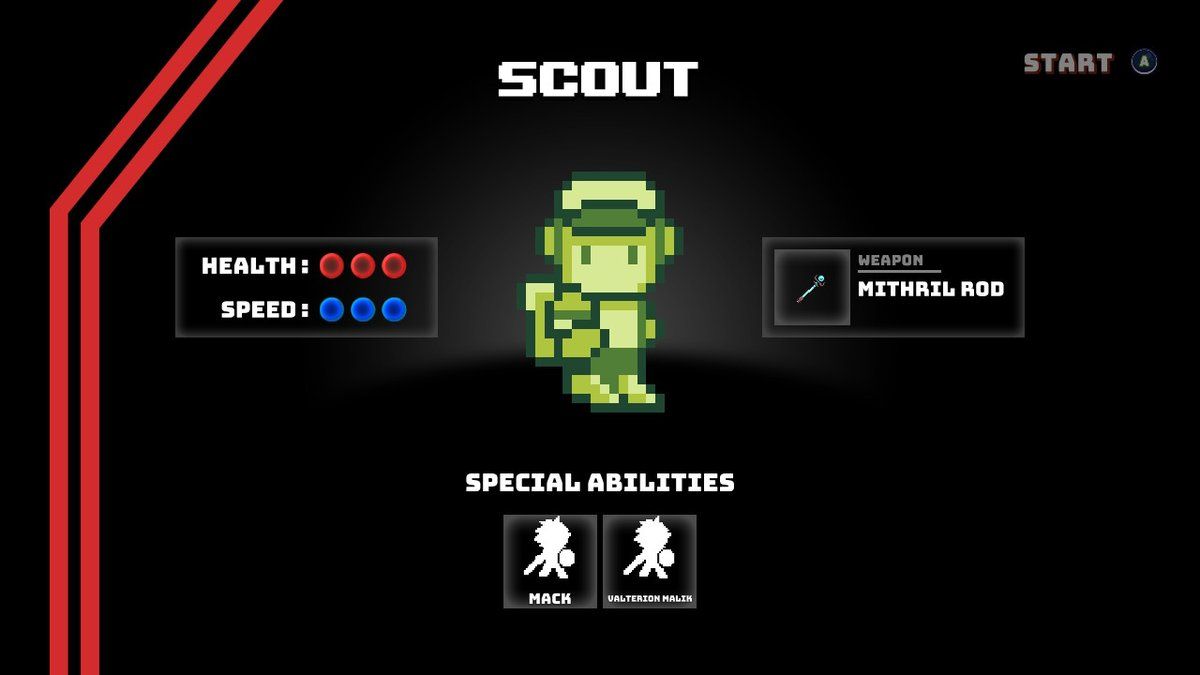 SCOUT
START A
HEALTH:
SPEED:
WEAPON
MITHRIL ROD
SPECIAL ABILITIES
MACK
VALTERION MALIK